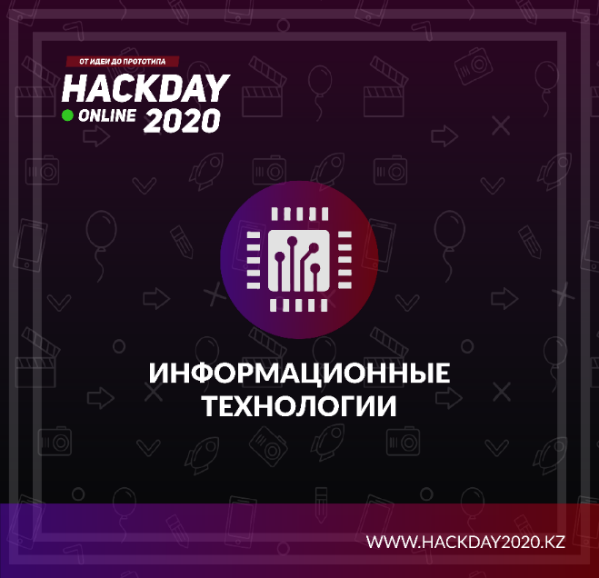 ОТ ИДЕИ ДО ПРОТОТИПА
HACKDAY
ONLINE 2020
ИНФОРМАЦИОННЫЕ
ТЕХНОЛОГИИ
WWW.HACKDAY2020.KZ